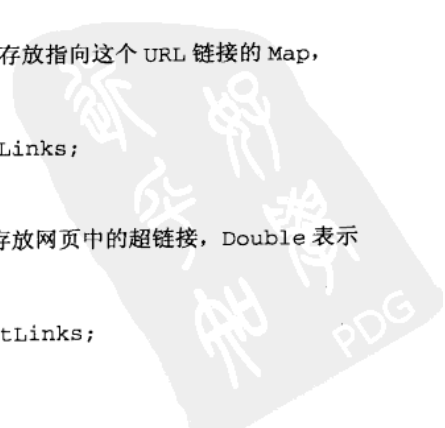 存放指向这个 URL 链接的 Map,
Links;
存放网页中的超链接, Double 表示
tLinks;
PDG